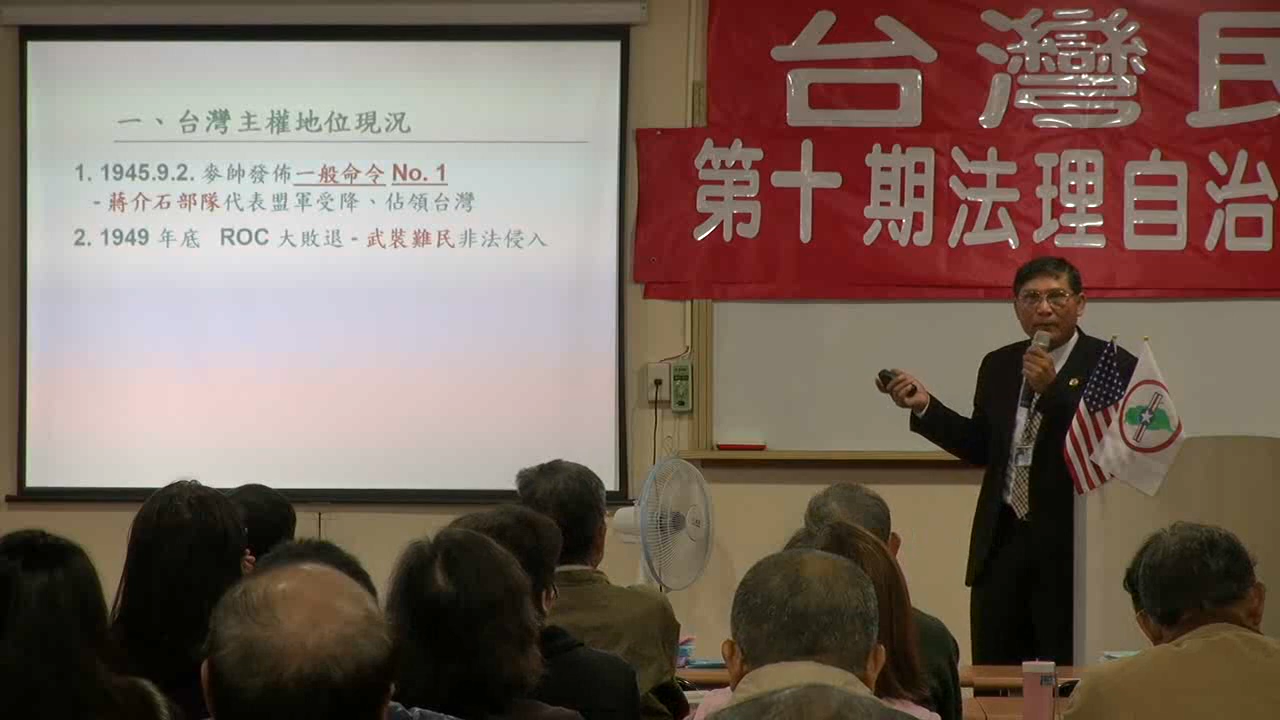 一、台灣主權地位現況
1. 1945.9.2. 麥帥發佈一般命令 No. 1
- 蔣介石部隊代表盟軍受降、佔領台灣
2. 1949 年底 ROC 大敗退 - 武裝難民非法侵入
台灣民
第十期法理自治